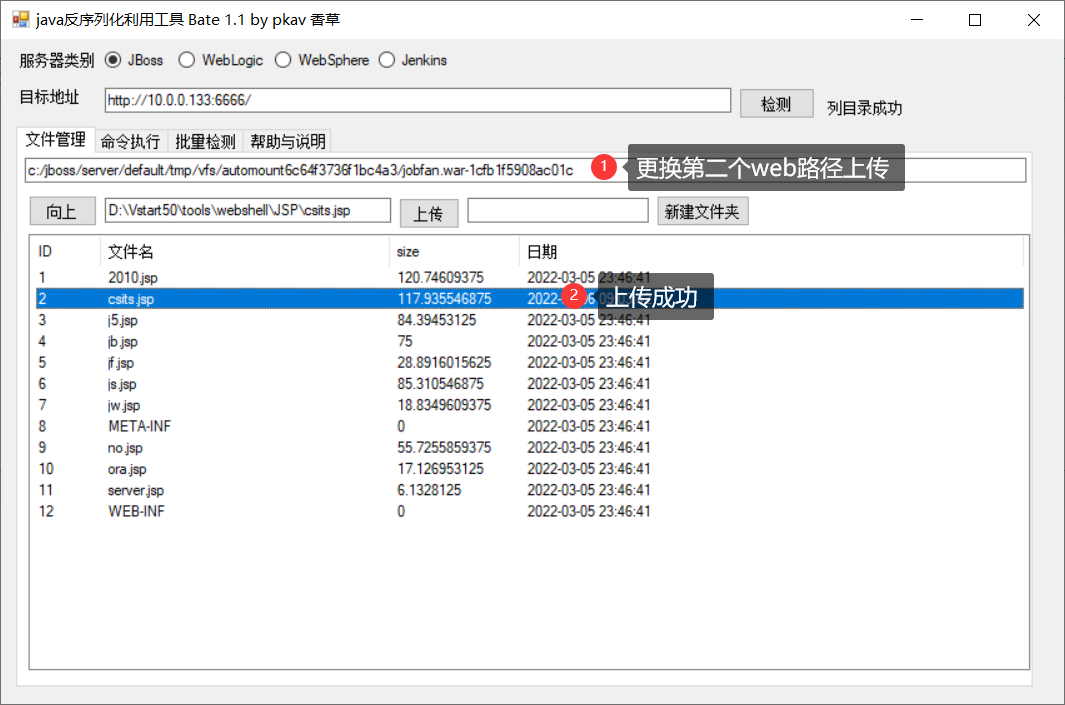 java反序列化利用工具 Bate 1.1 by pkav 香草
服务器类别 JBoss WebLogic WebSphere Jenkins
目标地址 http://10.0.0.133:6666/ 检测 列目录成功
文件管理 命令执行 批量检测 帮助与说明
c:/jboss/server/default/tmp/vfs/automount6c64f3736f1bc4a3/jobfan.war-1cfb1f5908ac01c 1 更换第二个web路径上传
向上 D:\Vstart50\tools\webshell\JSP\csits.jsp 上传 新建文件夹
ID 文件名 size 日期
1 2010.jsp 120.74609375 2022-03-05 23:46:41
2 csits.jsp 117.935546875 2022- 2 上传成功
3 j5.jsp 84.39453125 2022-03-05 23:46:41
4 jb.jsp 75 2022-03-05 23:46:41
5 jf.jsp 28.8916015625 2022-03-05 23:46:41
6 js.jsp 85.310546875 2022-03-05 23:46:41
7 jw.jsp 18.8349609375 2022-03-05 23:46:41
8 META-INF 0 2022-03-05 23:46:41
9 no.jsp 55.7255859375 2022-03-05 23:46:41
10 ora.jsp 17.126953125 2022-03-05 23:46:41
11 server.jsp 6.1328125 2022-03-05 23:46:41
12 WEB-INF 0 2022-03-05 23:46:41